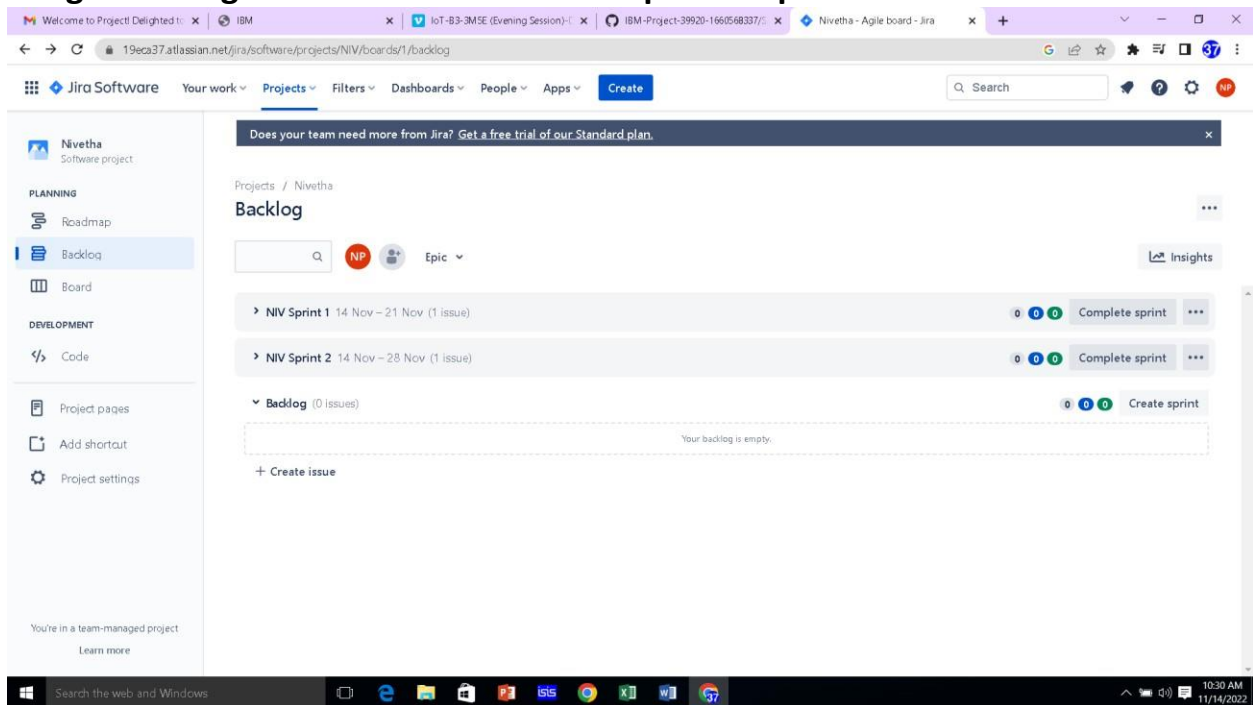 Welcome to Project! Delighted to
IBM
IoT-B3-3M5E (Evening Session)-(
IBM-Project-39920-1660568337/S
Nivetha - Agile board - Jira
19eca37.atlassian.net/jira/software/projects/NIV/boards/1/backlog
37
Jira Software Your work Projects Filters Dashboards People Apps Create Search NP
Does your team need more from Jira? Get a free trial of our Standard plan.
Nivetha
Software project
PLANNING
Roadmap
Backlog
Board
DEVELOPMENT
Code
Project pages
Add shortcut
Project settings
You're in a team-managed project
Learn more
Projects / Nivetha
Backlog
NP Epic Insights
NIV Sprint 1 14 Nov – 21 Nov (1 issue) 0 0 0 Complete sprint
NIV Sprint 2 14 Nov – 28 Nov (1 issue) 0 0 0 Complete sprint
Backlog (0 issues) 0 0 0 Create sprint
Your backlog is empty.
+ Create issue
Search the web and Windows
isis
37
10:30 AM
11/14/2022